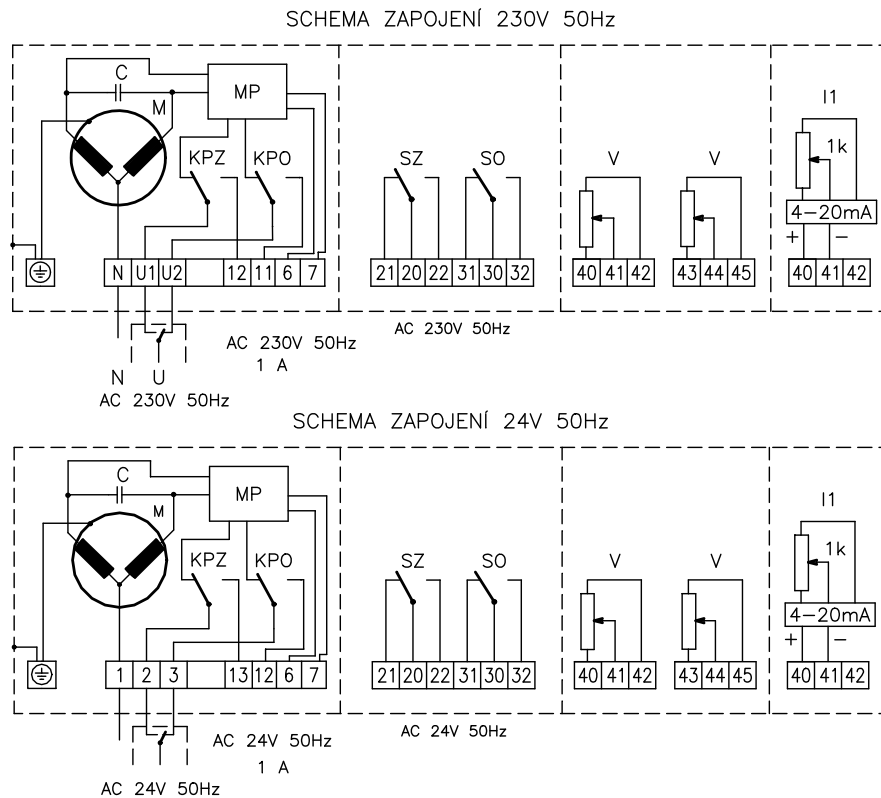 SCHEMA ZAPOJENÍ 230V 50Hz
C
M
MP
KPZ
KPO
SZ
SO
V
V
I1
1k
4–20mA
+
–
N U1 U2 12 11 6 7
21 20 22 31 30 32
40 41 42
43 44 45
40 41 42
AC 230V 50Hz
1 A
AC 230V 50Hz
N U
AC 230V 50Hz
SCHEMA ZAPOJENÍ 24V 50Hz
C
M
MP
KPZ
KPO
SZ
SO
V
V
I1
1k
4–20mA
+
–
1 2 3 13 12 6 7
21 20 22 31 30 32
40 41 42
43 44 45
40 41 42
AC 24V 50Hz
1 A
AC 24V 50Hz
AC 24V 50Hz